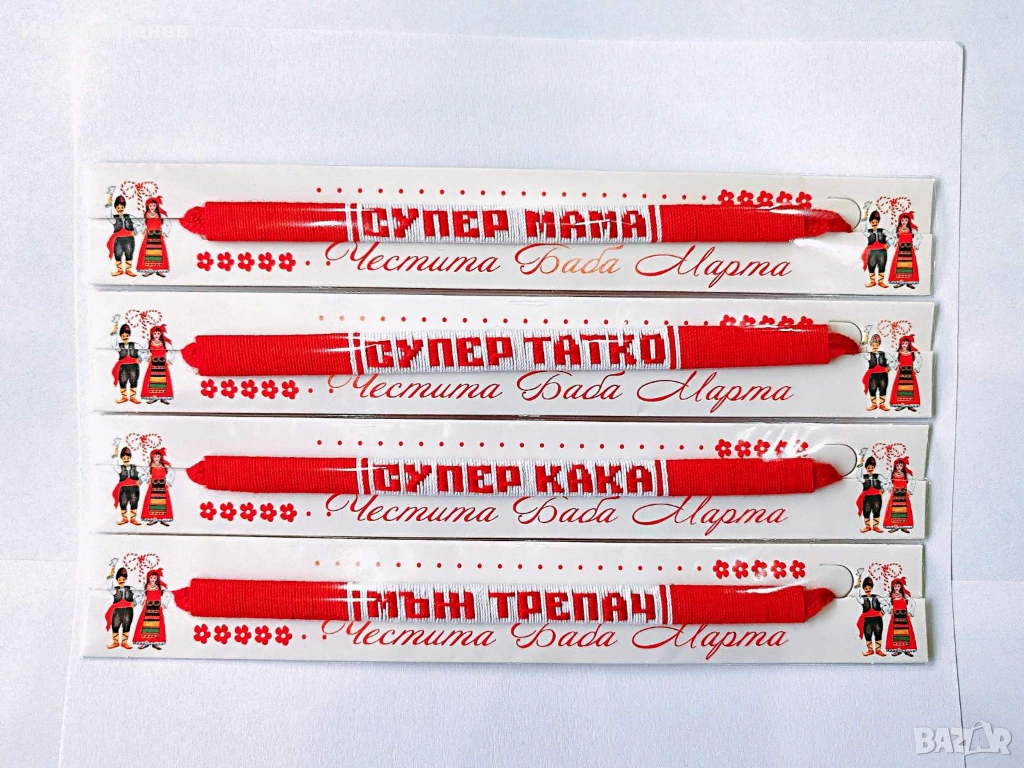 СУПЕР МАМА
Честита Баба Марта
СУПЕР ТАТКО
Честита Баба Марта
СУПЕР КАКА
Честита Баба Марта
МЪЖ ТРЕПАЧ
Честита Баба Марта
BAZAR